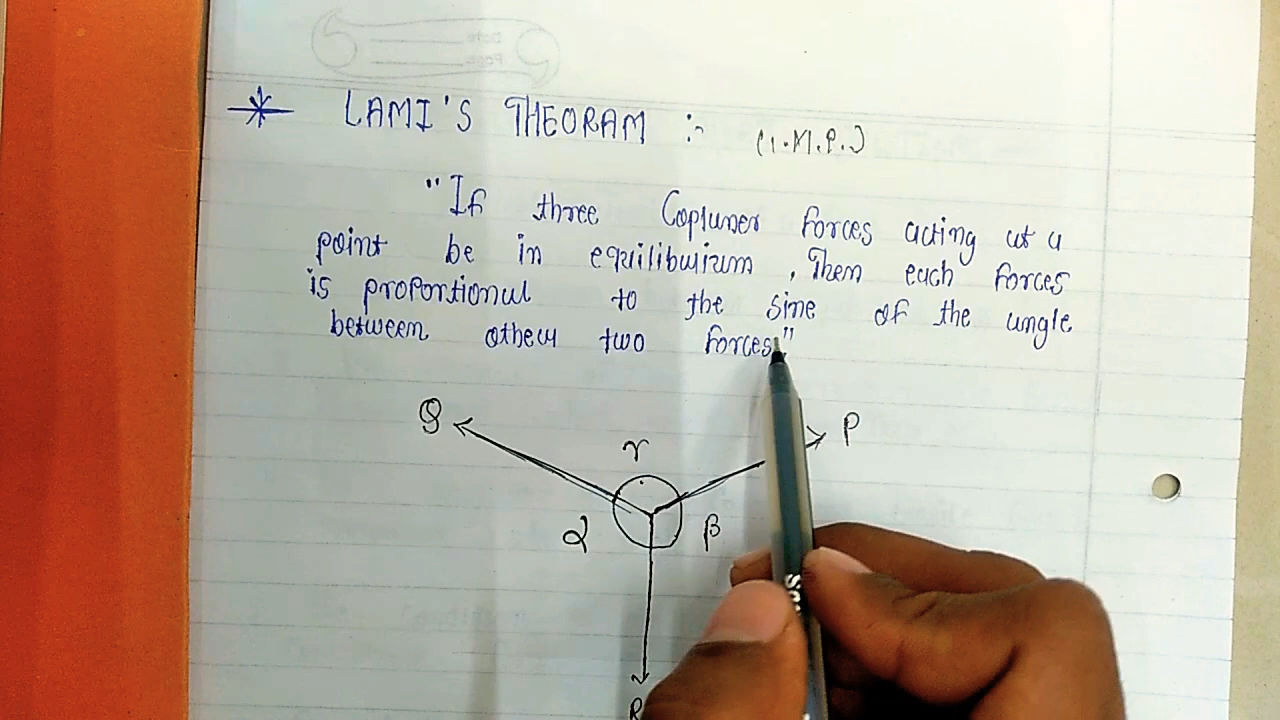 LAMI'S THEORAM :- (I.M.P.)
"If three Coplaner forces acting at a
point be in equilibuium, Then each forces
is proportional to the sine of the angle
between other two forces."
Q P
γ
α β
R